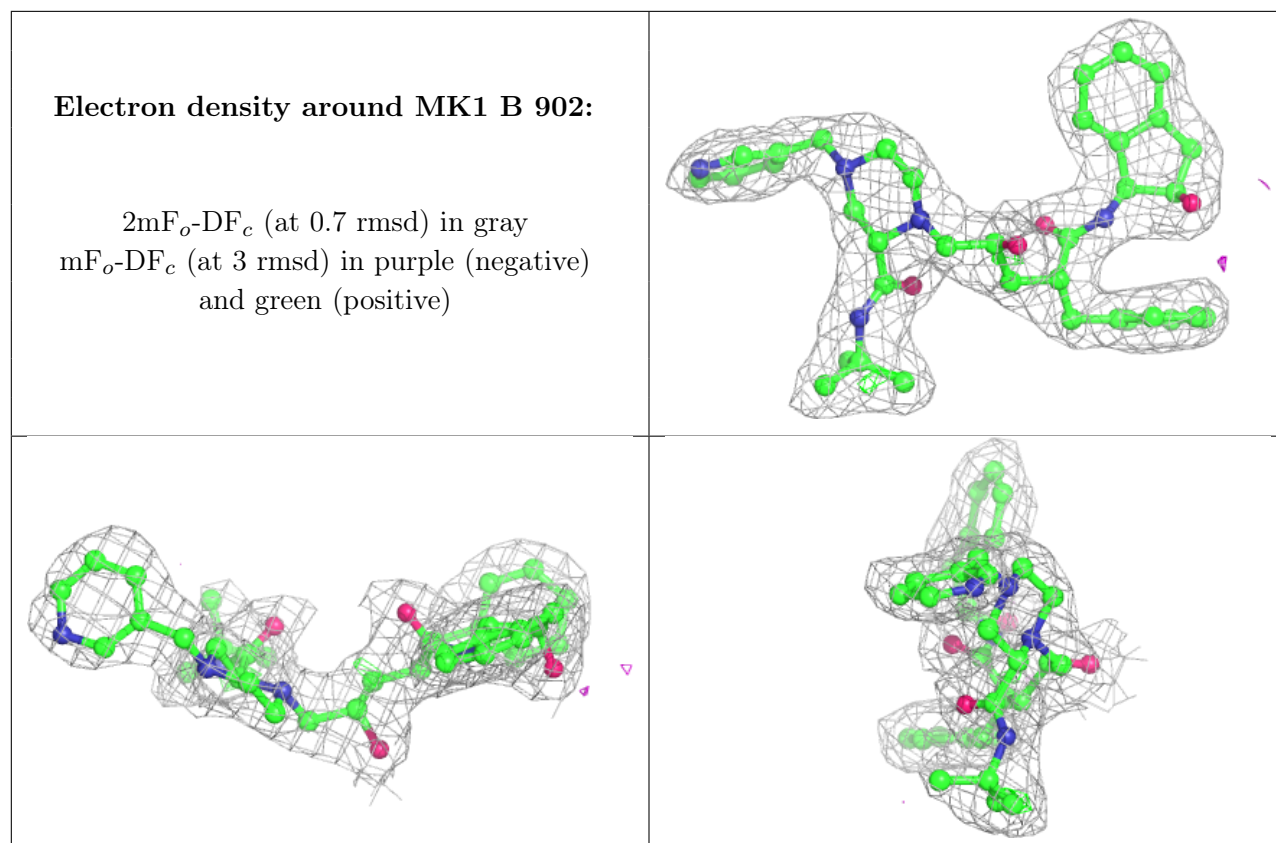 Electron density around MK1 B 902:
2mFo-DFc (at 0.7 rmsd) in gray
mFo-DFc (at 3 rmsd) in purple (negative)
and green (positive)